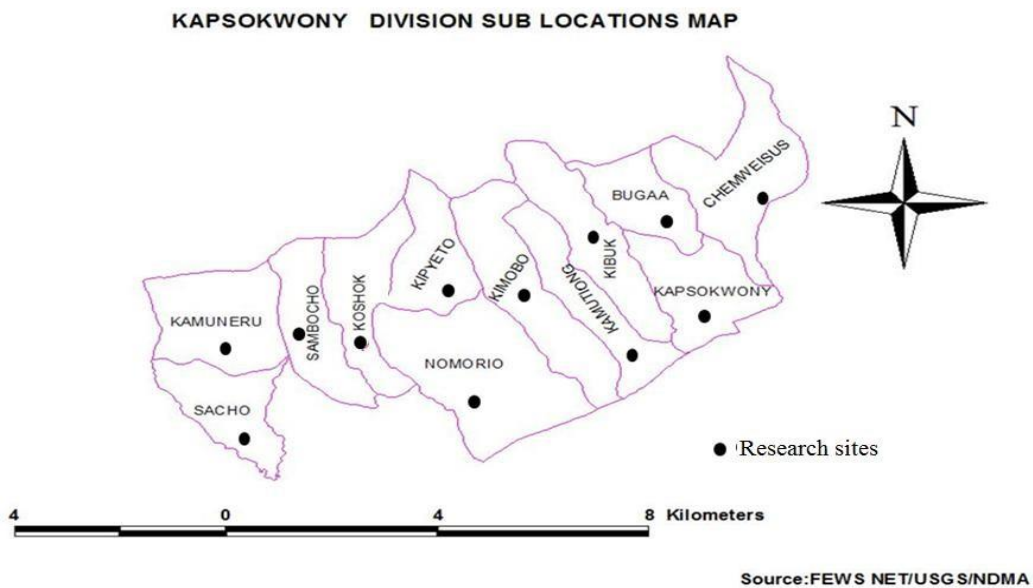 KAPSOKWONY DIVISION SUB LOCATIONS MAP
N
CHEMWEISUS
BUGAA
KIBUK
KAPSOKWONY
KAMUTIONG
KIMOBO
KIPYETO
KOSHOK
SAMBOCHO
KAMUNERU
NOMORIO
SACHO
Research sites
4 0 4 8 Kilometers
Source:FEWS NET/USGS/NDMA